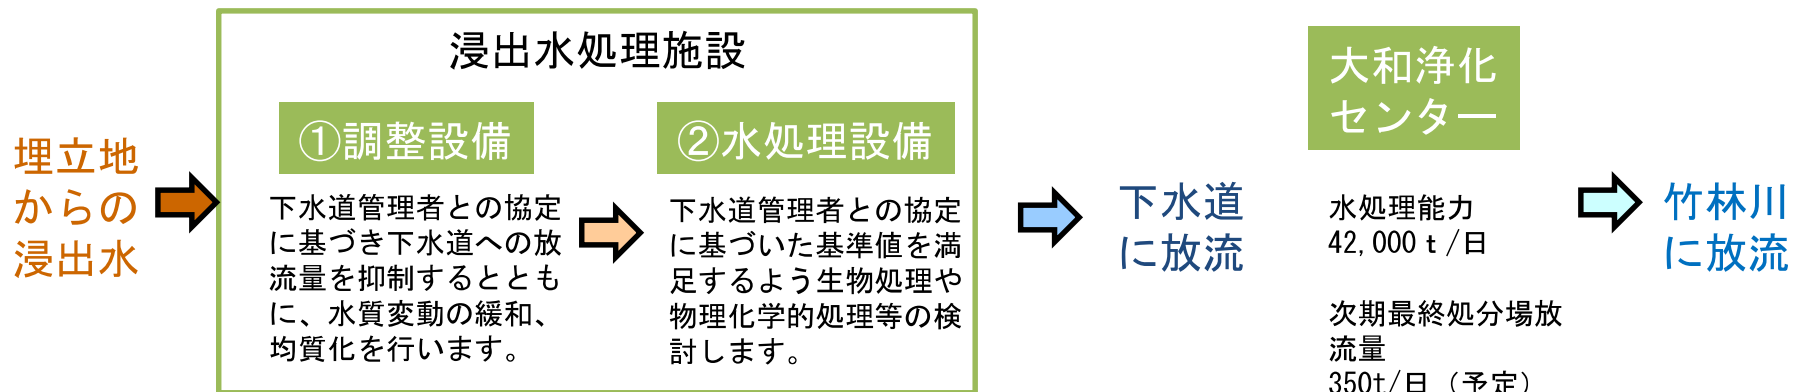 埋立地
からの
浸出水
浸出水処理施設
①調整設備
下水道管理者との協定
に基づき下水道への放
流量を抑制するととも
に、水質変動の緩和、
均質化を行います。
②水処理設備
下水道管理者との協定
に基づいた基準値を満
足するよう生物処理や
物理化学的処理等の検
討します。
下水道
に放流
大和浄化
センター
水処理能力
42,000ｔ/日
次期最終処分場放
流量
350t/日（予定）
竹林川
に放流